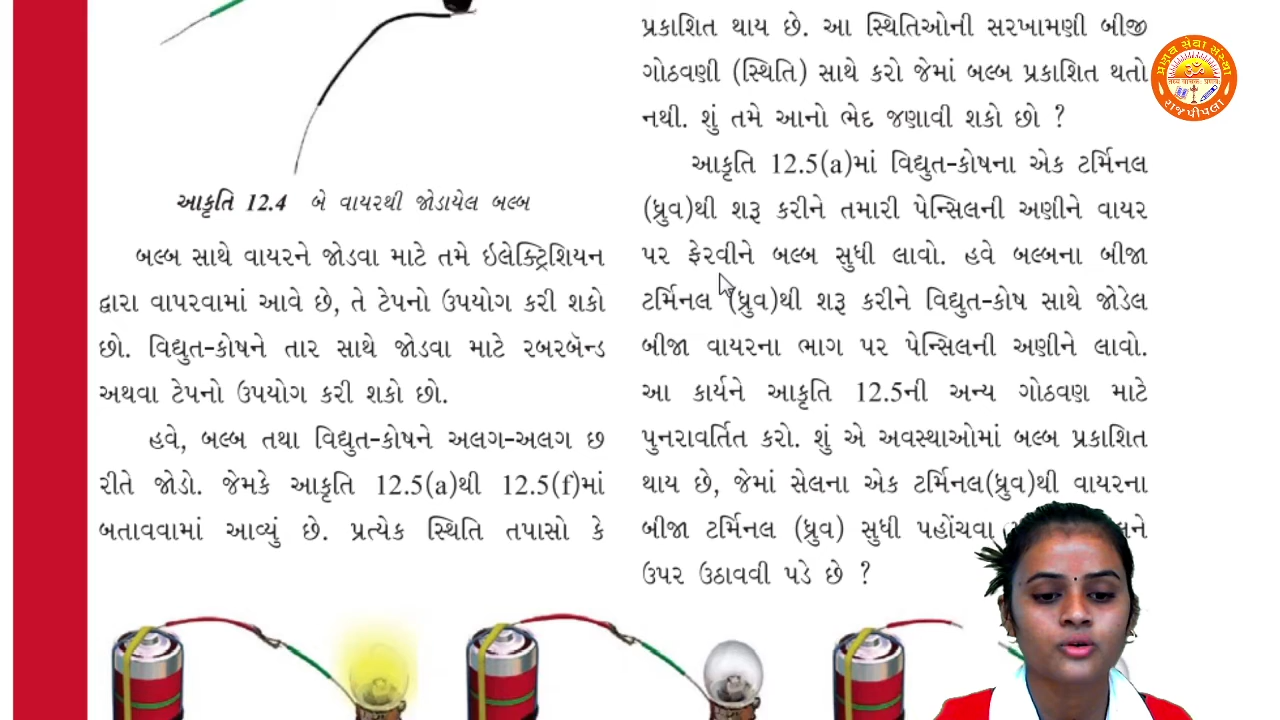 આકૃતિ 12.4 બે વાયરથી જોડાયેલ બલ્બ
બલ્બ સાથે વાયરને જોડવા માટે તમે ઇલેક્ટ્રિશિયન
દ્વારા વાપરવામાં આવે છે, તે ટેપનો ઉપયોગ કરી શકો
છો. વિદ્યુત-કોષને તાર સાથે જોડવા માટે રબરબૅન્ડ
અથવા ટેપનો ઉપયોગ કરી શકો છો.
હવે, બલ્બ તથા વિદ્યુત-કોષને અલગ-અલગ છ
રીતે જોડો. જેમકે આકૃતિ 12.5(a)થી 12.5(f)માં
બતાવવામાં આવ્યું છે. પ્રત્યેક સ્થિતિ તપાસો કે
પ્રકાશિત થાય છે. આ સ્થિતિઓની સરખામણી બીજી
ગોઠવણી (સ્થિતિ) સાથે કરો જેમાં બલ્બ પ્રકાશિત થતો
નથી. શું તમે આનો ભેદ જણાવી શકો છો ?
આકૃતિ 12.5(a)માં વિદ્યુત-કોષના એક ટર્મિનલ
(ધ્રુવ)થી શરૂ કરીને તમારી પેન્સિલની અણીને વાયર
પર ફેરવીને બલ્બ સુધી લાવો. હવે બલ્બના બીજા
ટર્મિનલ (ધ્રુવ)થી શરૂ કરીને વિદ્યુત-કોષ સાથે જોડેલ
બીજા વાયરના ભાગ પર પેન્સિલની અણીને લાવો.
આ કાર્યને આકૃતિ 12.5ની અન્ય ગોઠવણ માટે
પુનરાવર્તિત કરો. શું એ અવસ્થાઓમાં બલ્બ પ્રકાશિત
થાય છે, જેમાં સેલના એક ટર્મિનલ(ધ્રુવ)થી વાયરના
બીજા ટર્મિનલ (ધ્રુવ) સુધી પહોંચવા
ઉપર ઉઠાવવી પડે છે ?
પ્રણવ સેવા સંસ્થા
રાજપીપલા